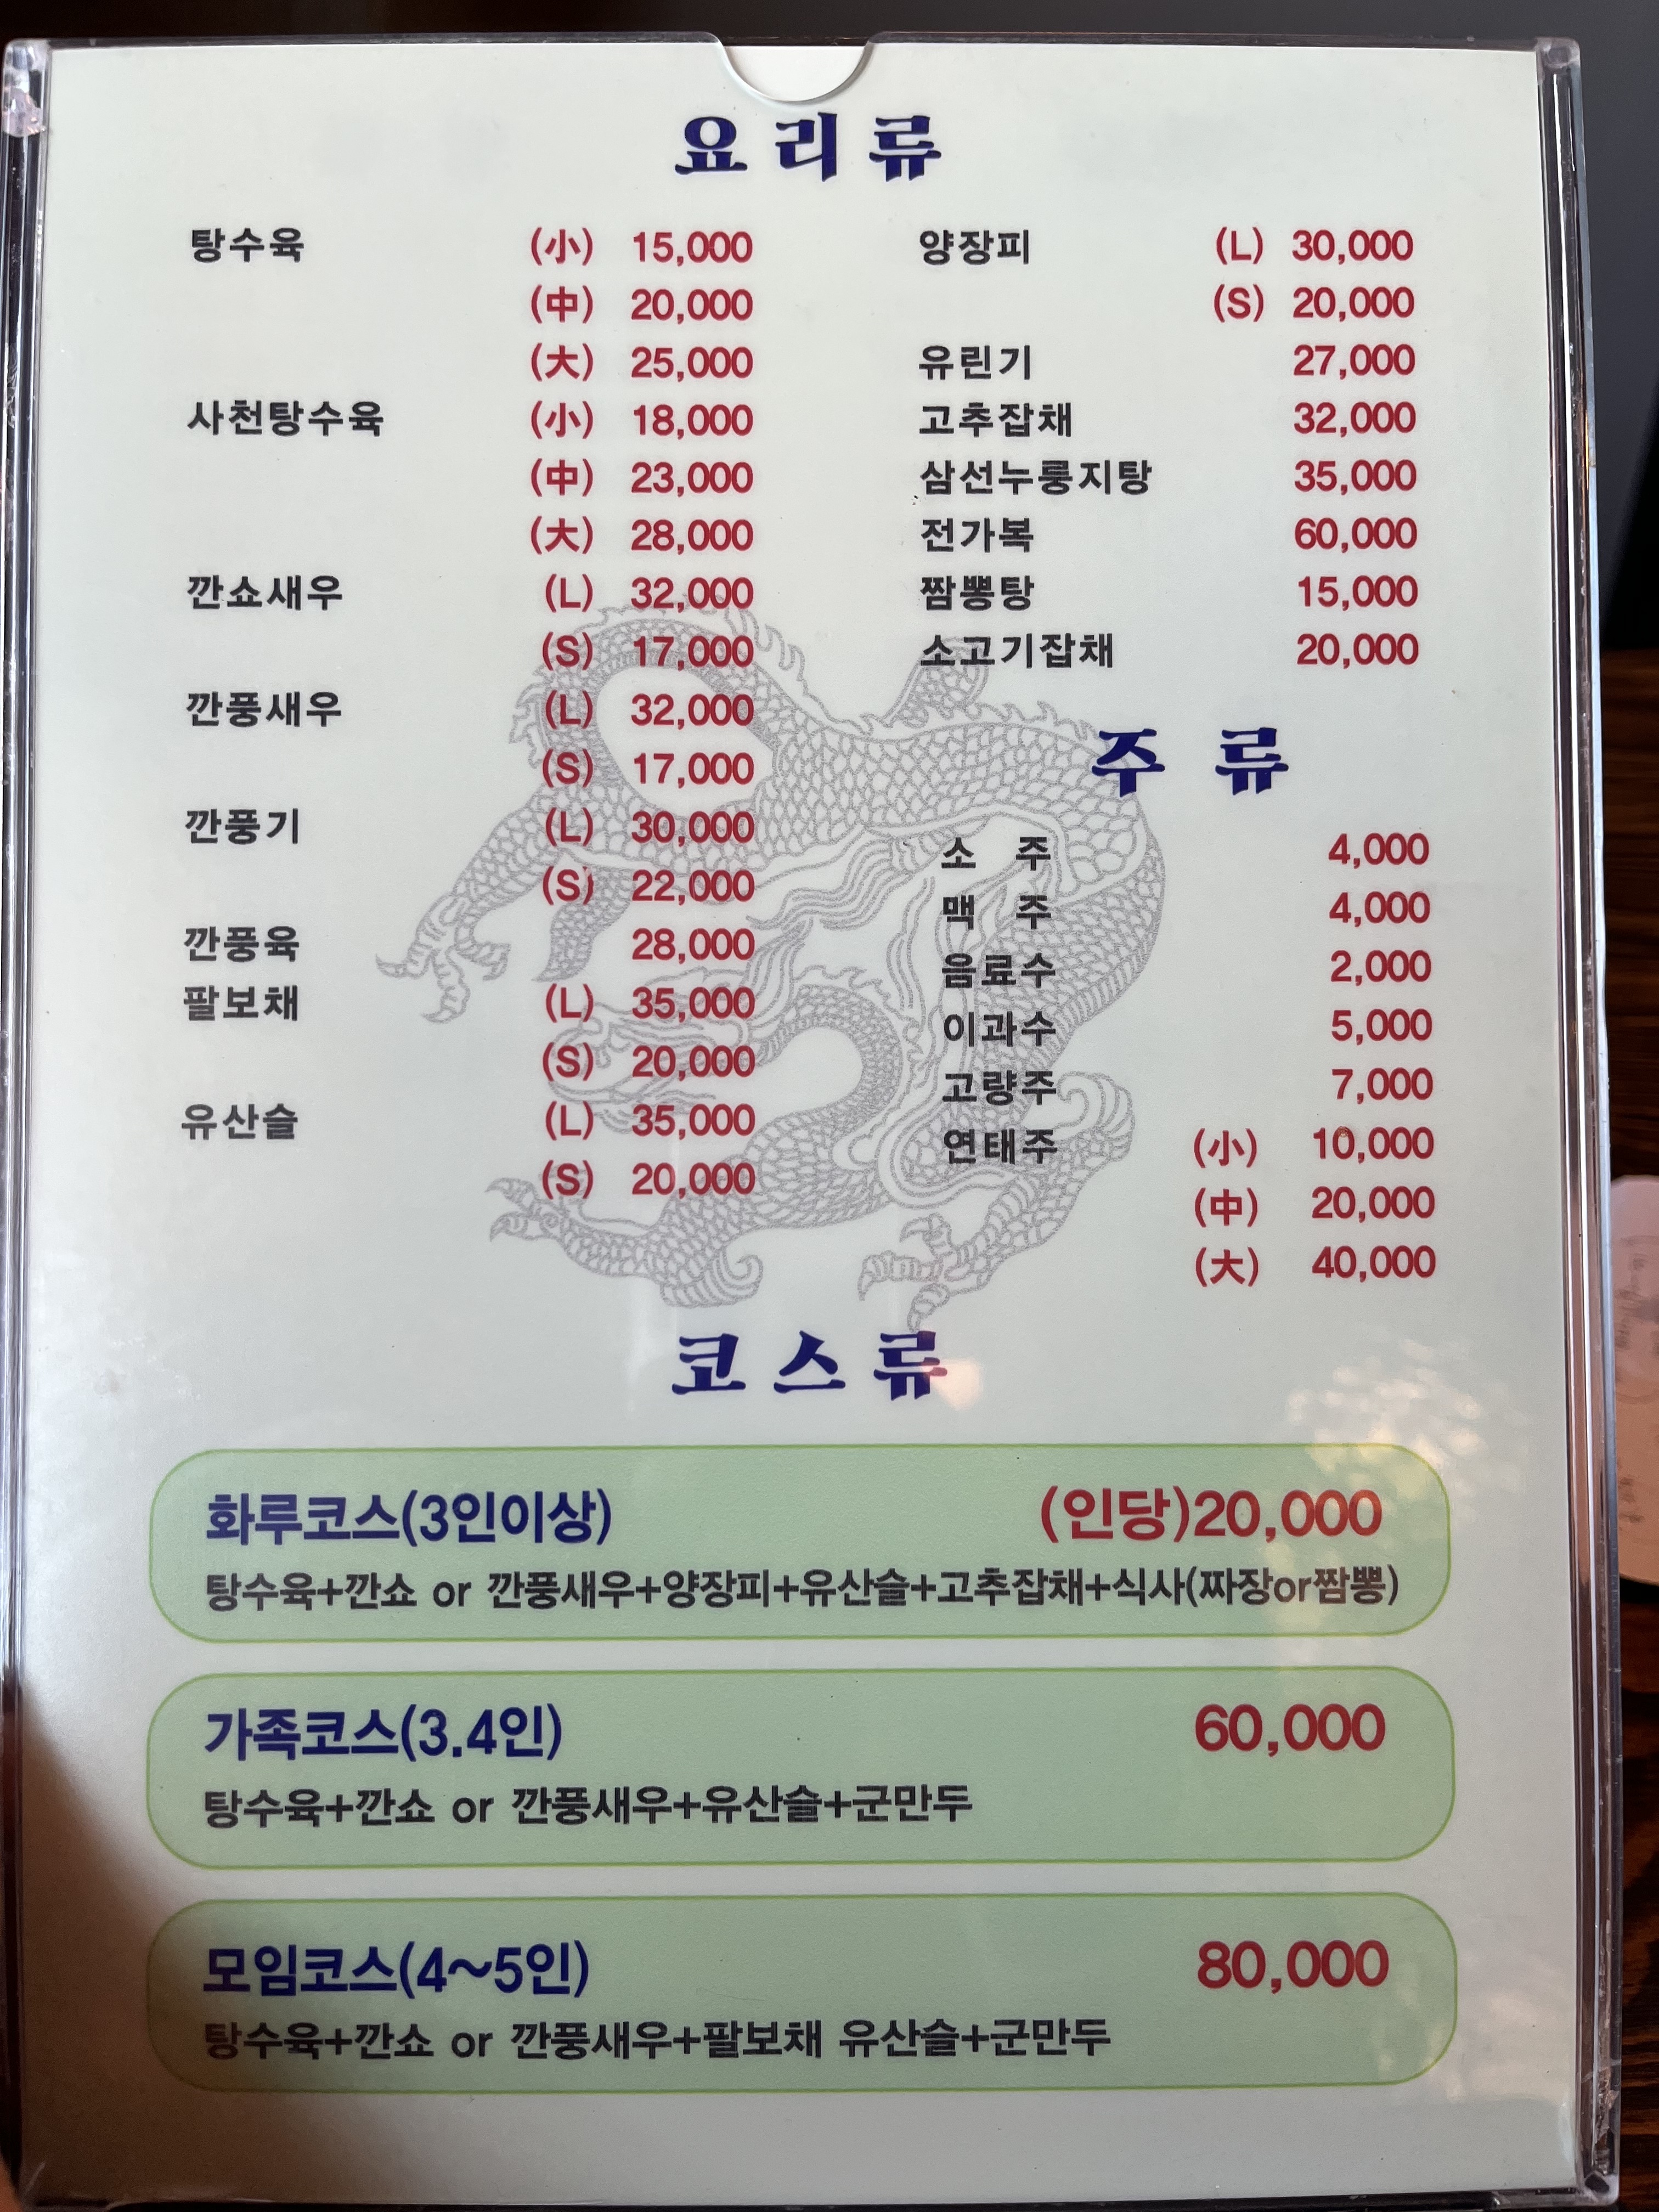 요리류
탕수육 (小) 15,000
(中) 20,000
(大) 25,000
사천탕수육 (小) 18,000
(中) 23,000
(大) 28,000
깐쇼새우 (L) 32,000
(S) 17,000
깐풍새우 (L) 32,000
(S) 17,000
깐풍기 (L) 30,000
(S) 22,000
깐풍육 28,000
팔보채 (L) 35,000
(S) 20,000
유산슬 (L) 35,000
(S) 20,000
양장피 (L) 30,000
(S) 20,000
유린기 27,000
고추잡채 32,000
삼선누룽지탕 35,000
전가복 60,000
짬뽕탕 15,000
소고기잡채 20,000
주류
소 주 4,000
맥 주 4,000
음료수 2,000
이과수 5,000
고량주 7,000
연태주 (小) 10,000
(中) 20,000
(大) 40,000
코스류
화루코스(3인이상) (인당)20,000
탕수육+깐쇼 or 깐풍새우+양장피+유산슬+고추잡채+식사(짜장or짬뽕)
가족코스(3.4인) 60,000
탕수육+깐쇼 or 깐풍새우+유산슬+군만두
모임코스(4~5인) 80,000
탕수육+깐쇼 or 깐풍새우+팔보채 유산슬+군만두